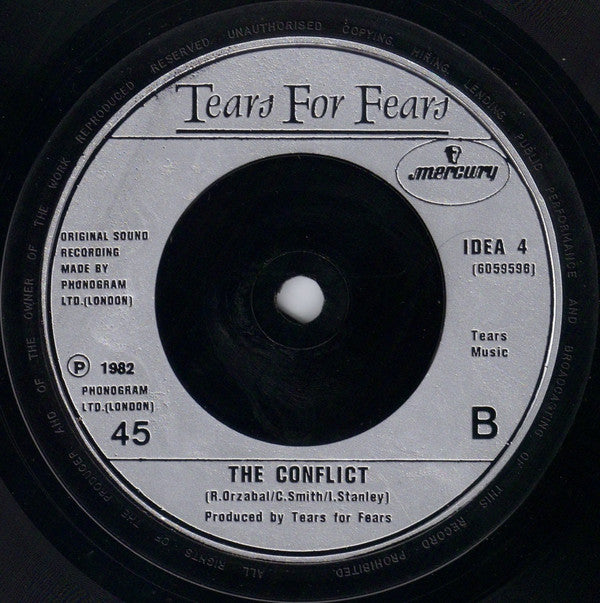 Tears For Fears
mercury
ORIGINAL SOUND
RECORDING
MADE BY
PHONOGRAM
LTD.(LONDON)
IDEA 4
(6059596)
Tears
Music
Ⓟ 1982
PHONOGRAM
LTD.(LONDON)
45
B
THE CONFLICT
(R.Orzabal/C.Smith/I.Stanley)
Produced by Tears for Fears
ALL RIGHTS OF THE PRODUCER AND OF THE OWNER OF THE WORK REPRODUCED RESERVED UNAUTHORISED COPYING HIRING LENDING PUBLIC PERFORMANCE AND BROADCASTING OF THIS RECORD PROHIBITED.